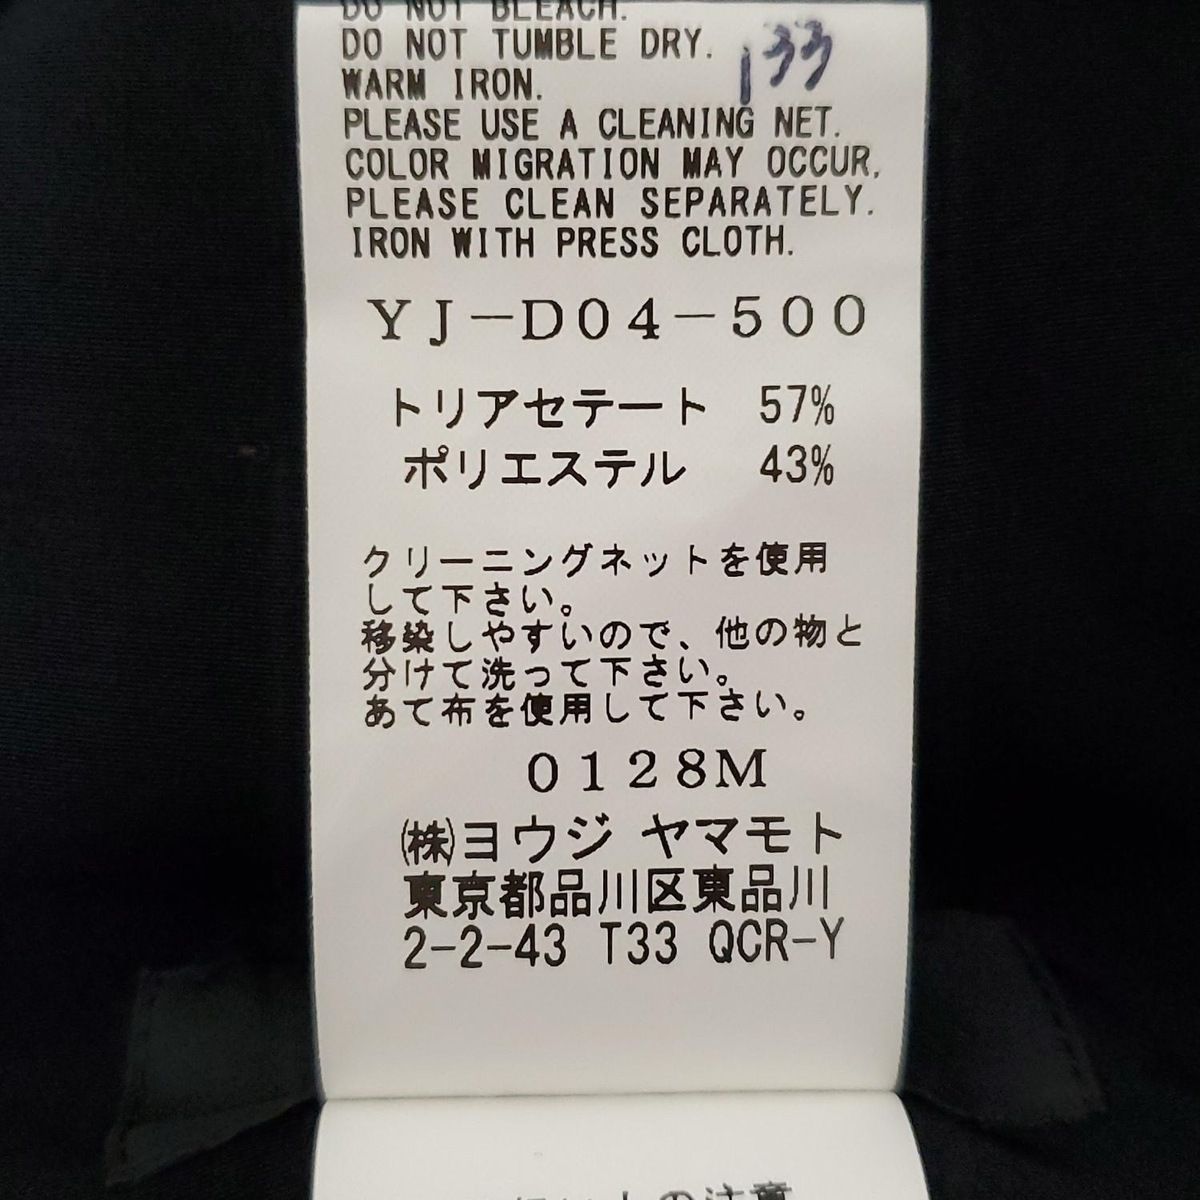 DO NOT BLEACH.
DO NOT TUMBLE DRY.
133
WARM IRON.
PLEASE USE A CLEANING NET.
COLOR MIGRATION MAY OCCUR,
PLEASE CLEAN SEPARATELY.
IRON WITH PRESS CLOTH.
YJ-D04-500
トリアセテート 57%
ポリエステル 43%
クリーニングネットを使用
して下さい。
移染しやすいので、他の物と
分けて洗って下さい。
あて布を使用して下さい。
0128M
㈱ヨウジ ヤマモト
東京都品川区東品川
2-2-43 T33 QCR-Y
の注意